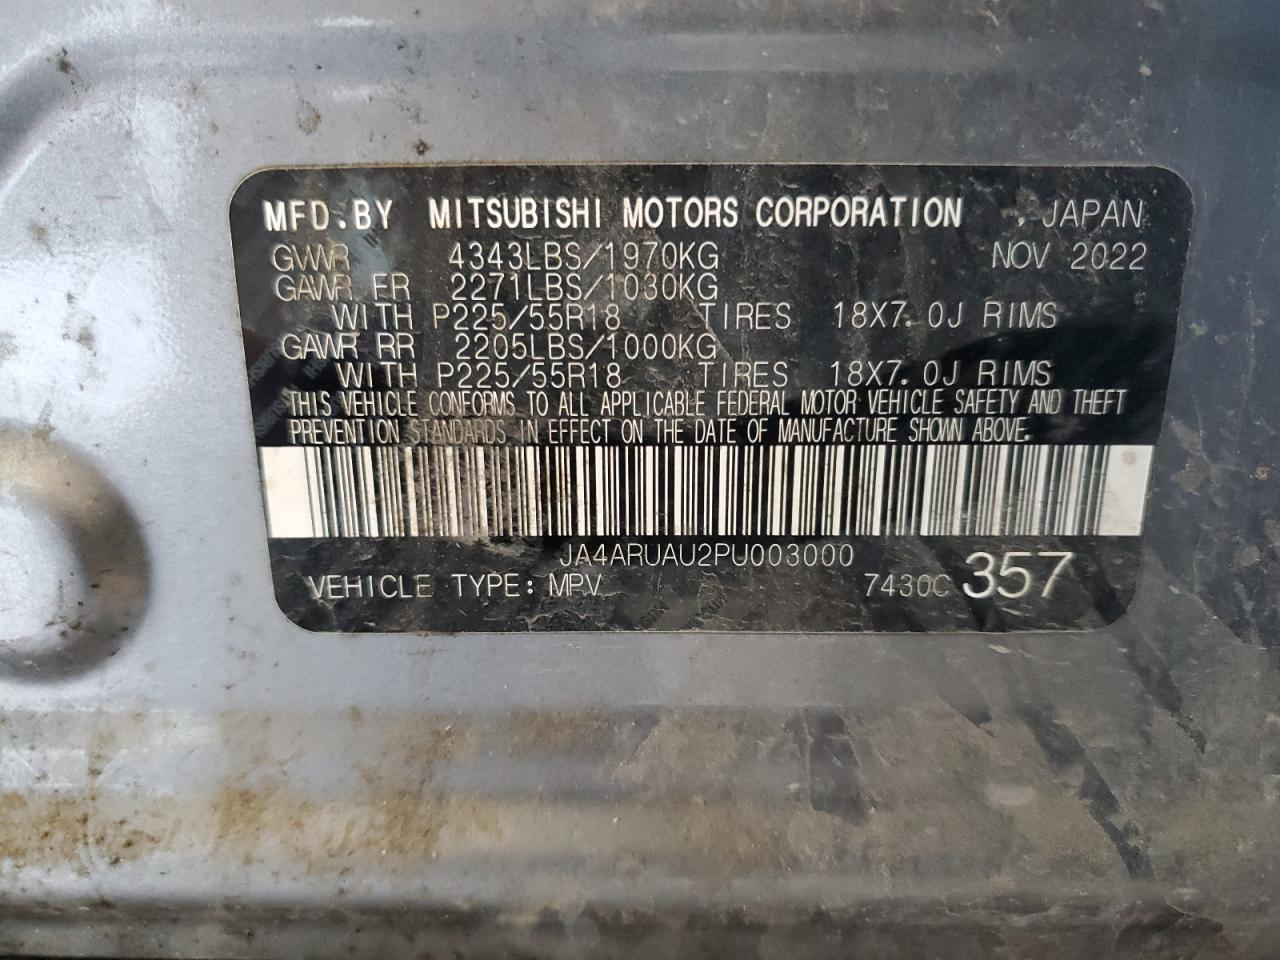 MFD.BY MITSUBISHI MOTORS CORPORATION , JAPAN
GVWR 4343LBS/1970KG NOV 2022
GAWR FR 2271LBS/1030KG
WITH P225/55R18 TIRES 18X7.0J RIMS
GAWR RR 2205LBS/1000KG
WITH P225/55R18 TIRES 18X7.0J RIMS
THIS VEHICLE CONFORMS TO ALL APPLICABLE FEDERAL MOTOR VEHICLE SAFETY AND THEFT
PREVENTION STANDARDS IN EFFECT ON THE DATE OF MANUFACTURE SHOWN ABOVE.
JA4ARUAU2PU003000
VEHICLE TYPE: MPV 7430C 357